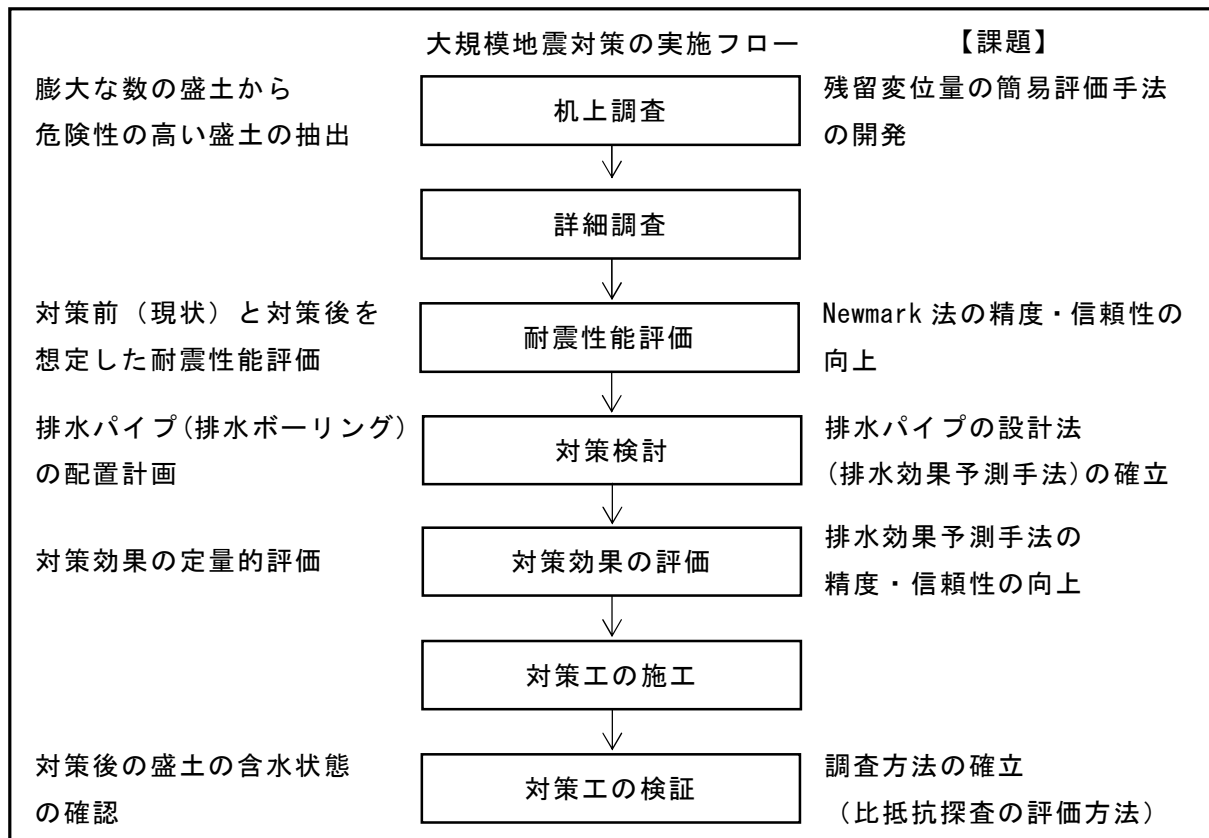 大規模地震対策の実施フロー
【課題】
膨大な数の盛土から
危険性の高い盛土の抽出
机上調査
残留変位量の簡易評価手法
の開発
詳細調査
対策前（現状）と対策後を
想定した耐震性能評価
耐震性能評価
Newmark法の精度・信頼性の
向上
排水パイプ(排水ボーリング)
の配置計画
対策検討
排水パイプの設計法
(排水効果予測手法)の確立
対策効果の定量的評価
対策効果の評価
排水効果予測手法の
精度・信頼性の向上
対策工の施工
対策後の盛土の含水状態
の確認
対策工の検証
調査方法の確立
（比抵抗探査の評価方法）